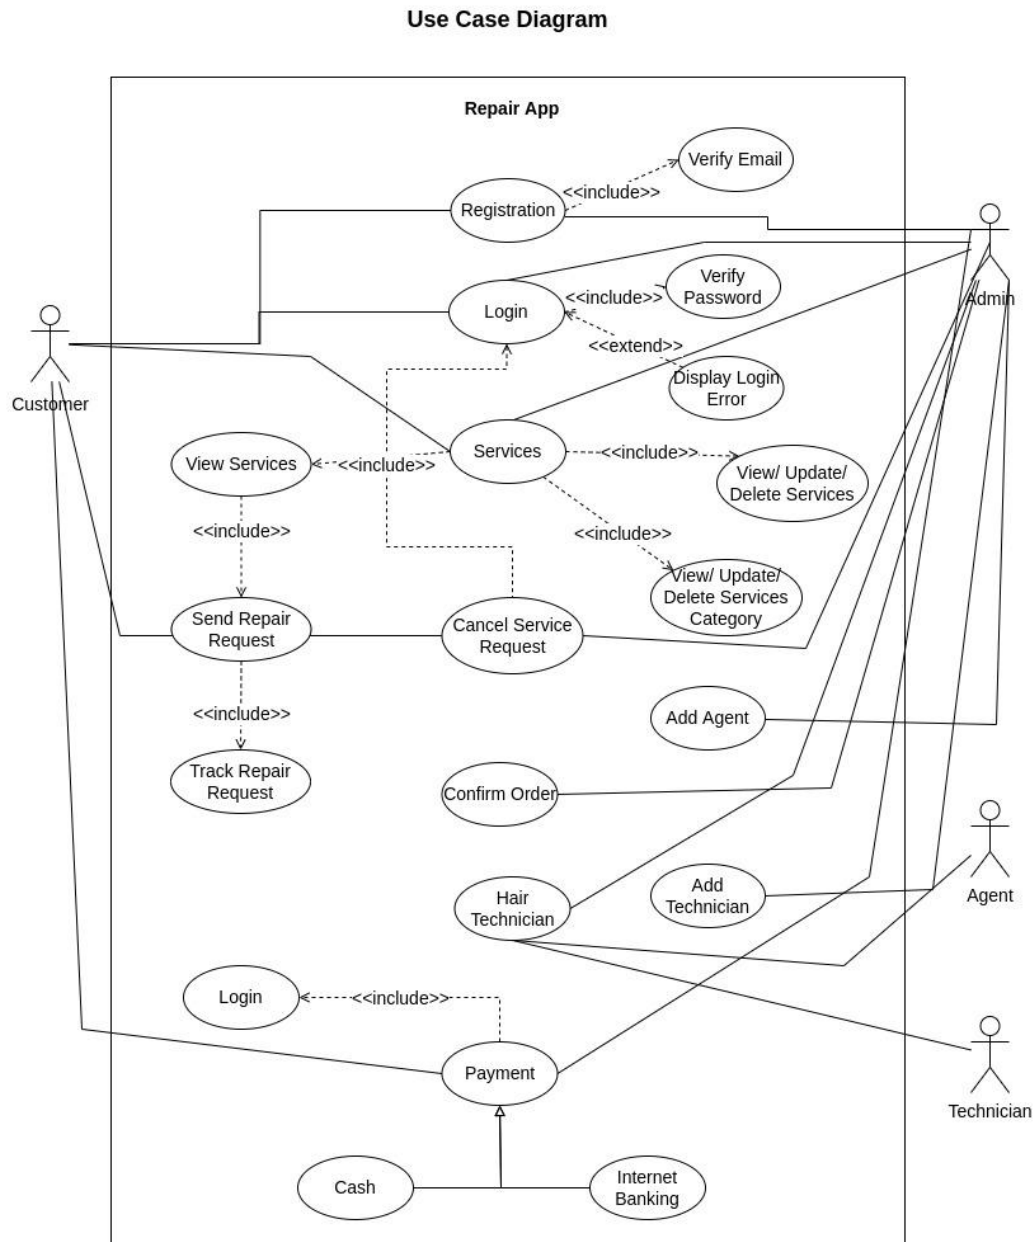 Use Case Diagram
Repair App
Verify Email
<<include>>
Registration
Verify
Password
<<include>>
Login
Admin
<<extend>>
Display Login
Error
Customer
Services
<<include>>
<<include>>
View Services
View/ Update/
Delete Services
<<include>>
<<include>>
View/ Update/
Delete Services
Category
Send Repair
Request
Cancel Service
Request
<<include>>
Add Agent
Track Repair
Request
Confirm Order
Hair
Technician
Add
Technician
Agent
Login
<<include>>
Payment
Technician
Cash
Internet
Banking